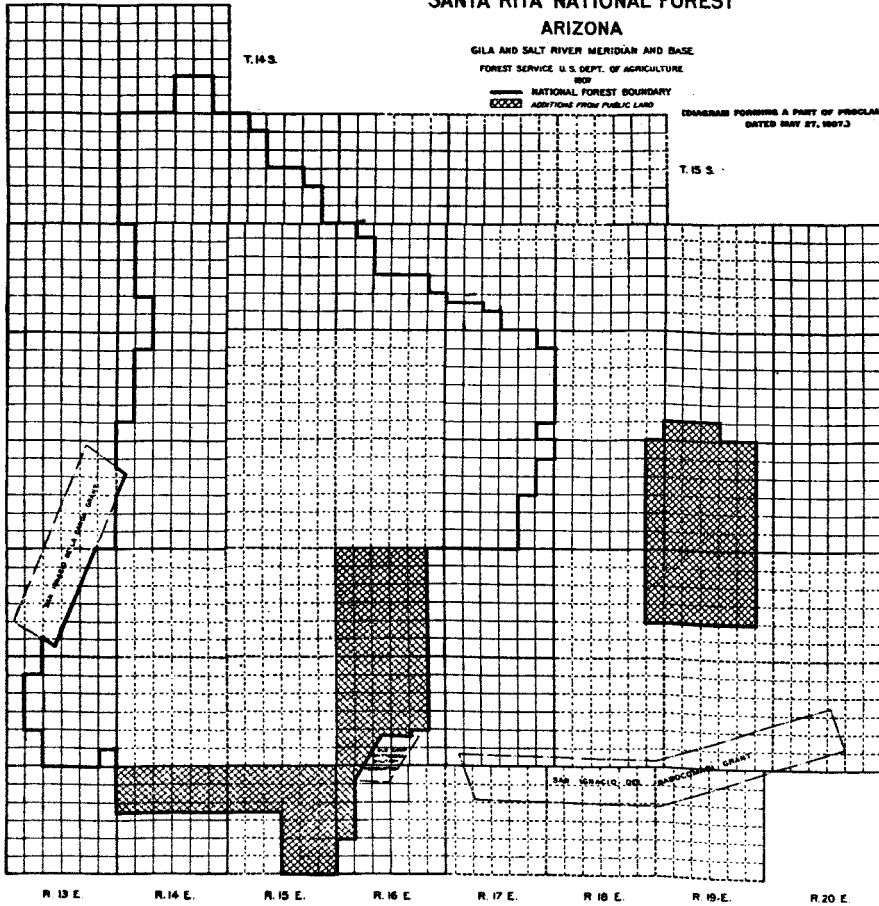 SANTA RITA NATIONAL FOREST
ARIZONA
GILA AND SALT RIVER MERIDIAN AND BASE
FOREST SERVICE U.S. DEPT. OF AGRICULTURE
1907
NATIONAL FOREST BOUNDARY
ADDITIONS FROM PUBLIC LAND
(DIAGRAM FORMING A PART OF PROCLAM
DATED MAY 27, 1907.)
T. 14 S.
T. 15 S.
SAN IGNACIO DEL BABOCOMARI GRANT
R. 13 E.
R. 14 E.
R. 15 E.
R. 16 E
R. 17 E.
R 18 E.
R. 19 E.
R. 20 E.